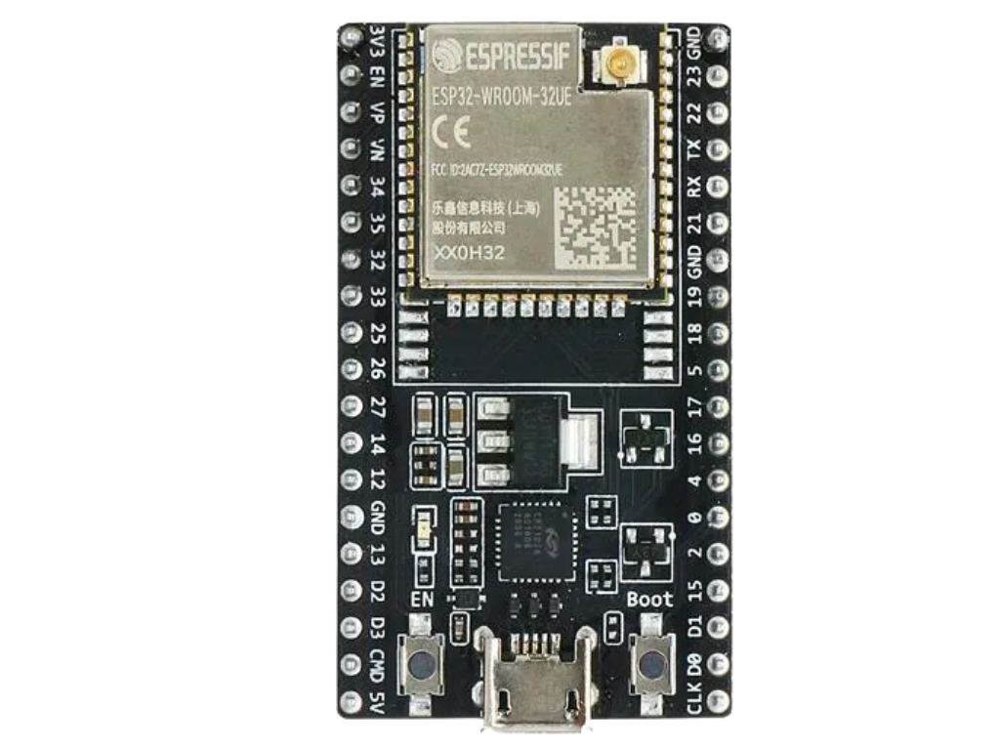 ESPRESSIF
ESP32-WROOM-32UE
CE
FCC ID:2AC7Z-ESP32WROOM32UE
乐鑫信息科技(上海)
股份有限公司
XX0H32
3V3
EN
VP
VN
34
35
32
33
25
26
27
14
12
GND
13
D2
D3
CMD
5V
GND
23
22
TX
RX
21
GND
19
18
5
17
16
4
0
2
15
D1
D0
CLK
EN
Boot